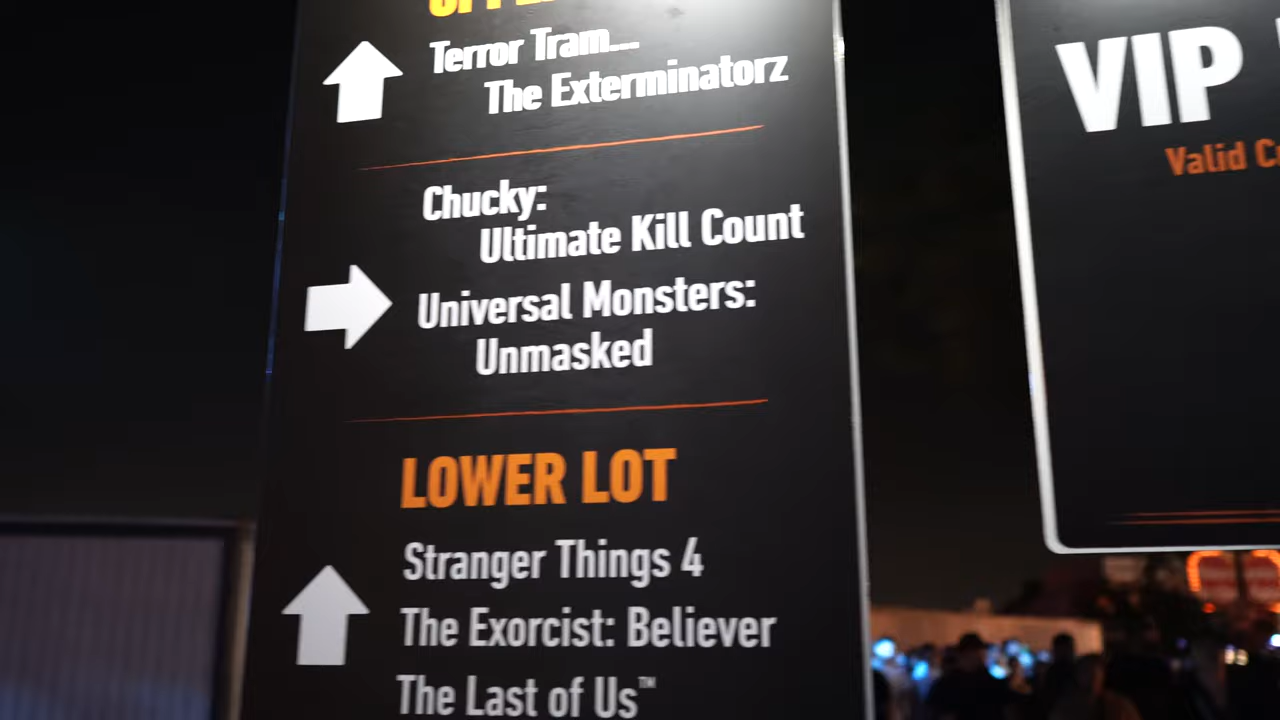 Terror Tram...
The Exterminatorz
Chucky:
Ultimate Kill Count
Universal Monsters:
Unmasked
LOWER LOT
Stranger Things 4
The Exorcist: Believer
The Last of Us™
VIP
Valid